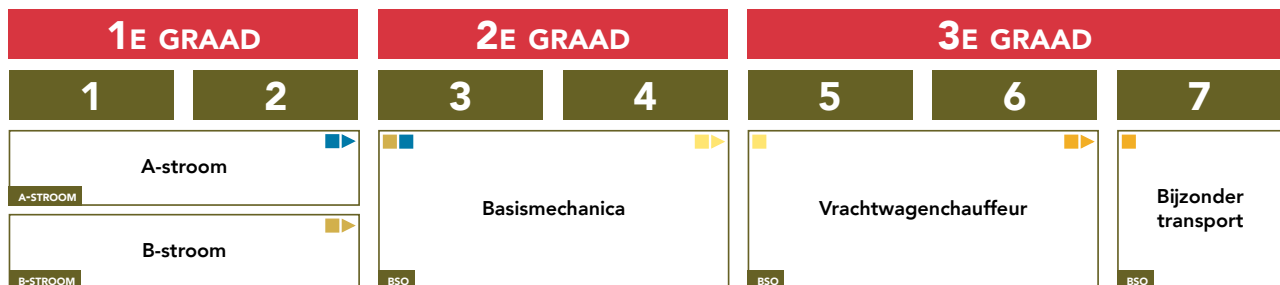 1E GRAAD
2E GRAAD
3E GRAAD
1
2
3
4
5
6
7
A-stroom
A-STROOM
B-stroom
B-STROOM
Basismechanica
BSO
Vrachtwagenchauffeur
BSO
Bijzonder
transport
BSO